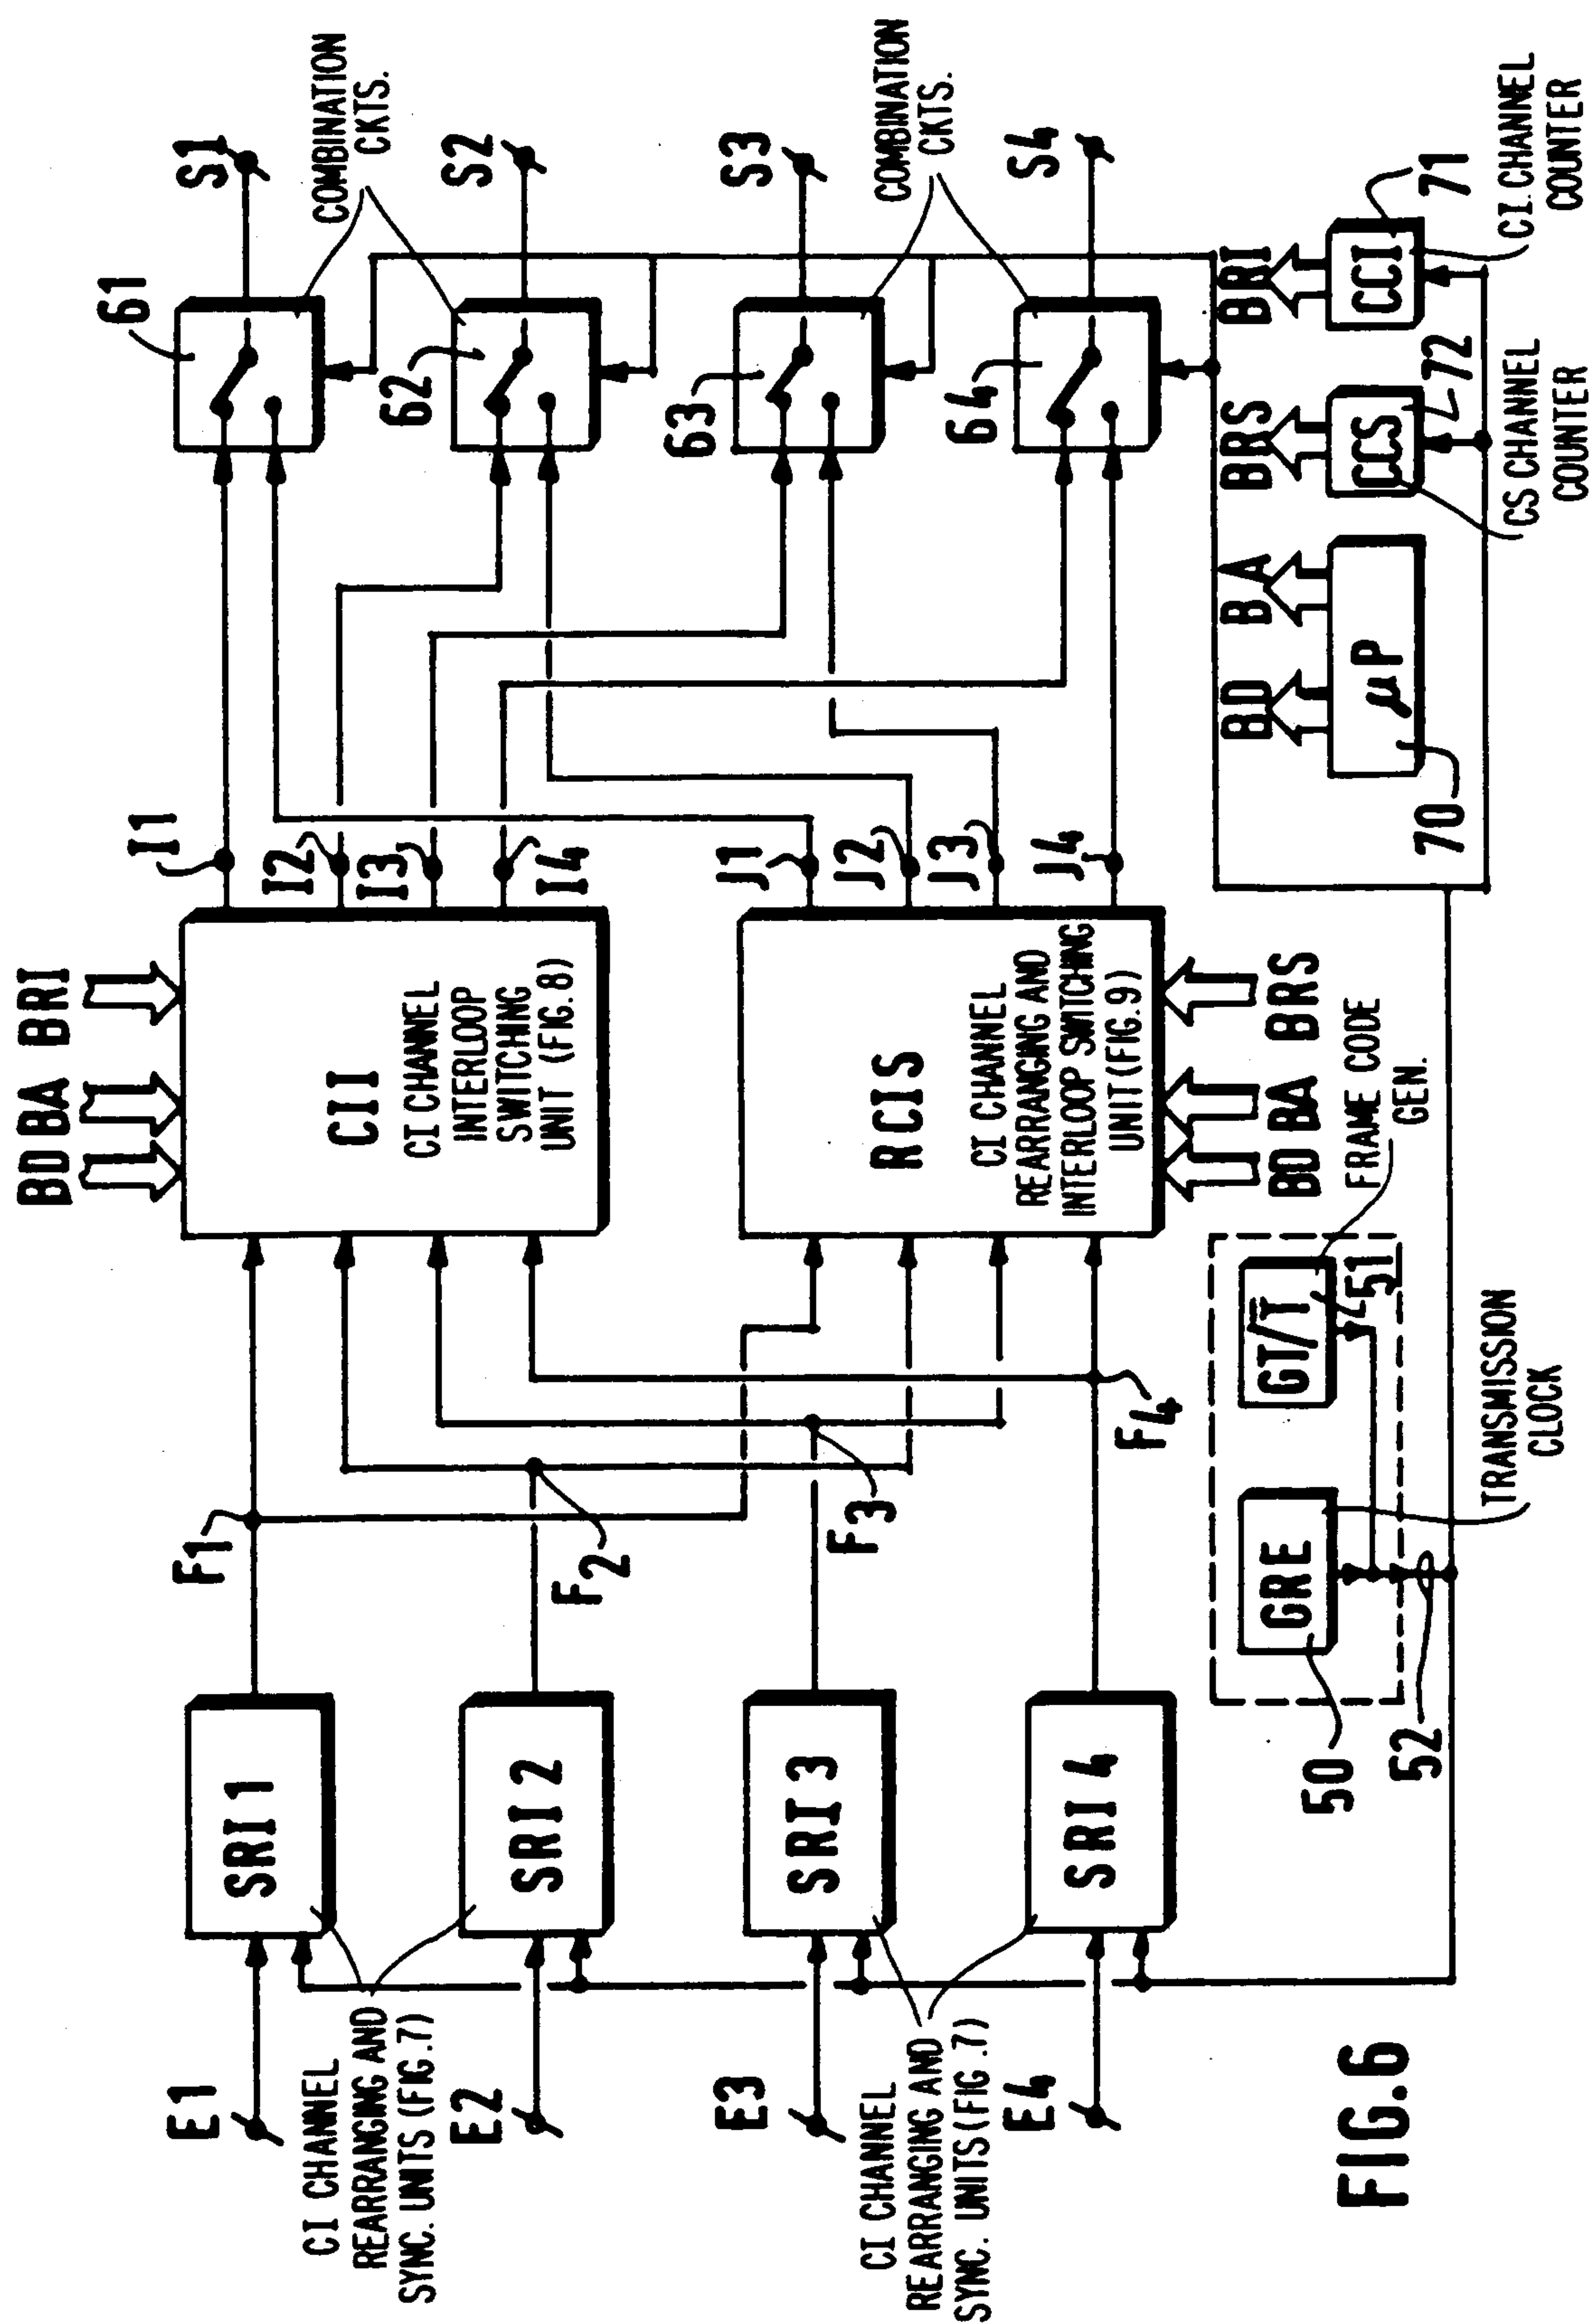 E1
CI CHANNEL
REARRANGING AND
SYNC. UNITS (FIG.7)
E2
E3
CI CHANNEL
REARRANGING AND
SYNC. UNITS (FIG.7)
E4
SRI 1
SRI 2
SRI 3
SRI 4
F1
F2
F3
F4
BD BA BRI
CII
CI CHANNEL
INTERLOOP
SWITCHING
UNIT (FIG. 8)
RCIS
CI CHANNEL
REARRANGING AND
INTERLOOP SWITCHING
UNIT (FIG. 9)
BD BA BRS
I1
I2
I3
I4
J1
J2
J3
J4
61
62
63
64
S1
COMBINATION
CKTS.
S2
S3
COMBINATION
CKTS.
S4
GRE
50
52
TRANSMISSION
CLOCK
GT/T̅
51
FRAME CODE
GEN.
BD BA BRS BRI
µP
70
CCS
72
CS CHANNEL
COUNTER
CCI
71
CI. CHANNEL
COUNTER
FIG.6